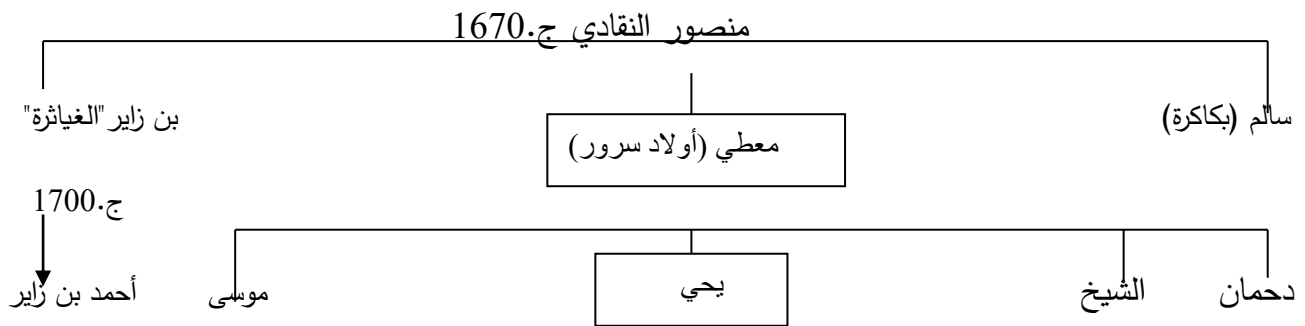 منصور النقادي ج.1670
سالم (بكاكرة)
معطي (أولاد سرور)
بن زاير "الغياثرة"
ج.1700
دحمان
الشيخ
يحي
موسى
أحمد بن زاير